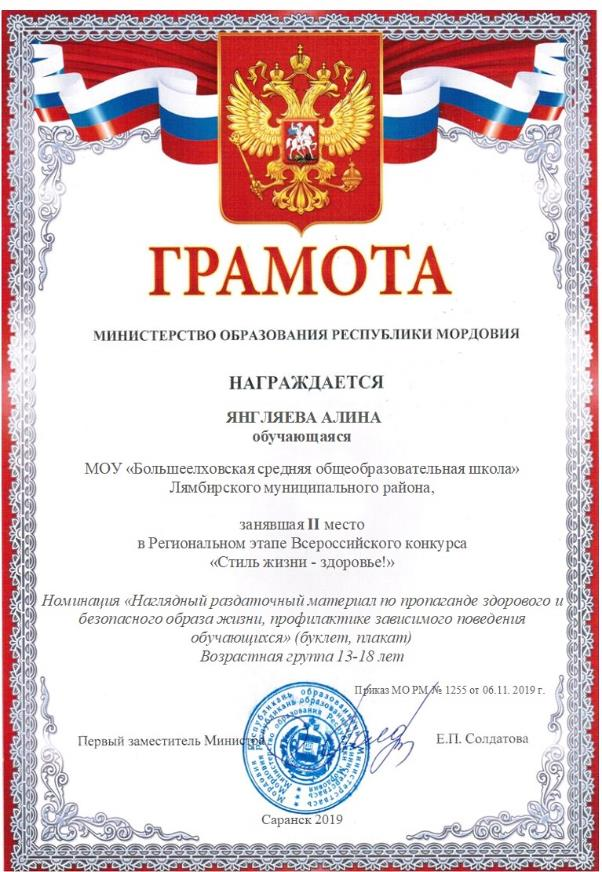 ГРАМОТА
МИНИСТЕРСТВО ОБРАЗОВАНИЯ РЕСПУБЛИКИ МОРДОВИЯ
НАГРАЖДАЕТСЯ
ЯНГЛЯЕВА АЛИНА
обучающаяся
МОУ «Большеелховская средняя общеобразовательная школа»
Лямбирского муниципального района,
занявшая II место
в Региональном этапе Всероссийского конкурса
«Стиль жизни - здоровье!»
Номинация «Наглядный раздаточный материал по пропаганде здорового и
безопасного образа жизни, профилактике зависимого поведения
обучающихся» (буклет, плакат)
Возрастная группа 13-18 лет
Приказ МО РМ № 1255 от 06.11. 2019 г.
Первый заместитель Министра Е.П. Солдатова
Саранск 2019